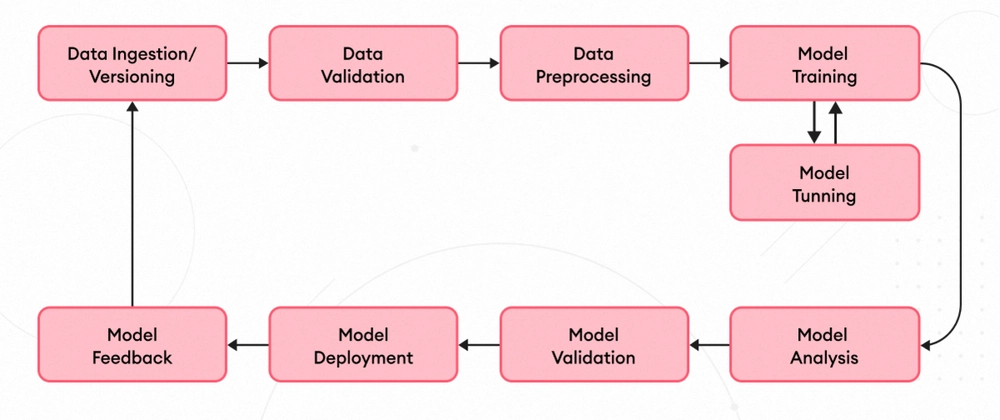 Data Ingestion/
Versioning
Data
Validation
Data
Preprocessing
Model
Training
Model
Tunning
Model
Feedback
Model
Deployment
Model
Validation
Model
Analysis